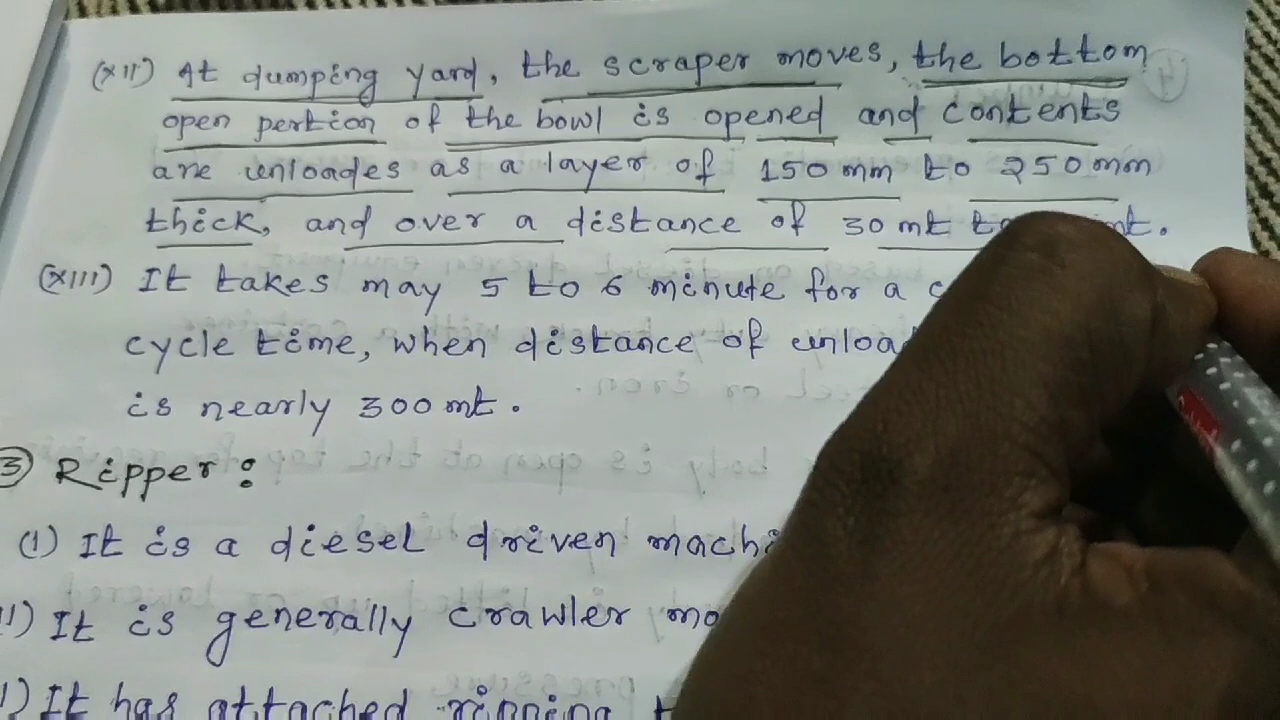 (XII) At dumping yard, the scraper moves, the bottom
open pertion of the bowl is opened and contents
are unloades as a layer of 150 mm to 250 mm
thick, and over a distance of 30 mt
(XIII) It takes may 5 to 6 minute for a
cycle time, when distance of
is nearly 300 mt.
3 Ripper :
(1) It is a diesel driven
It is generally crawler
It has attached ripping